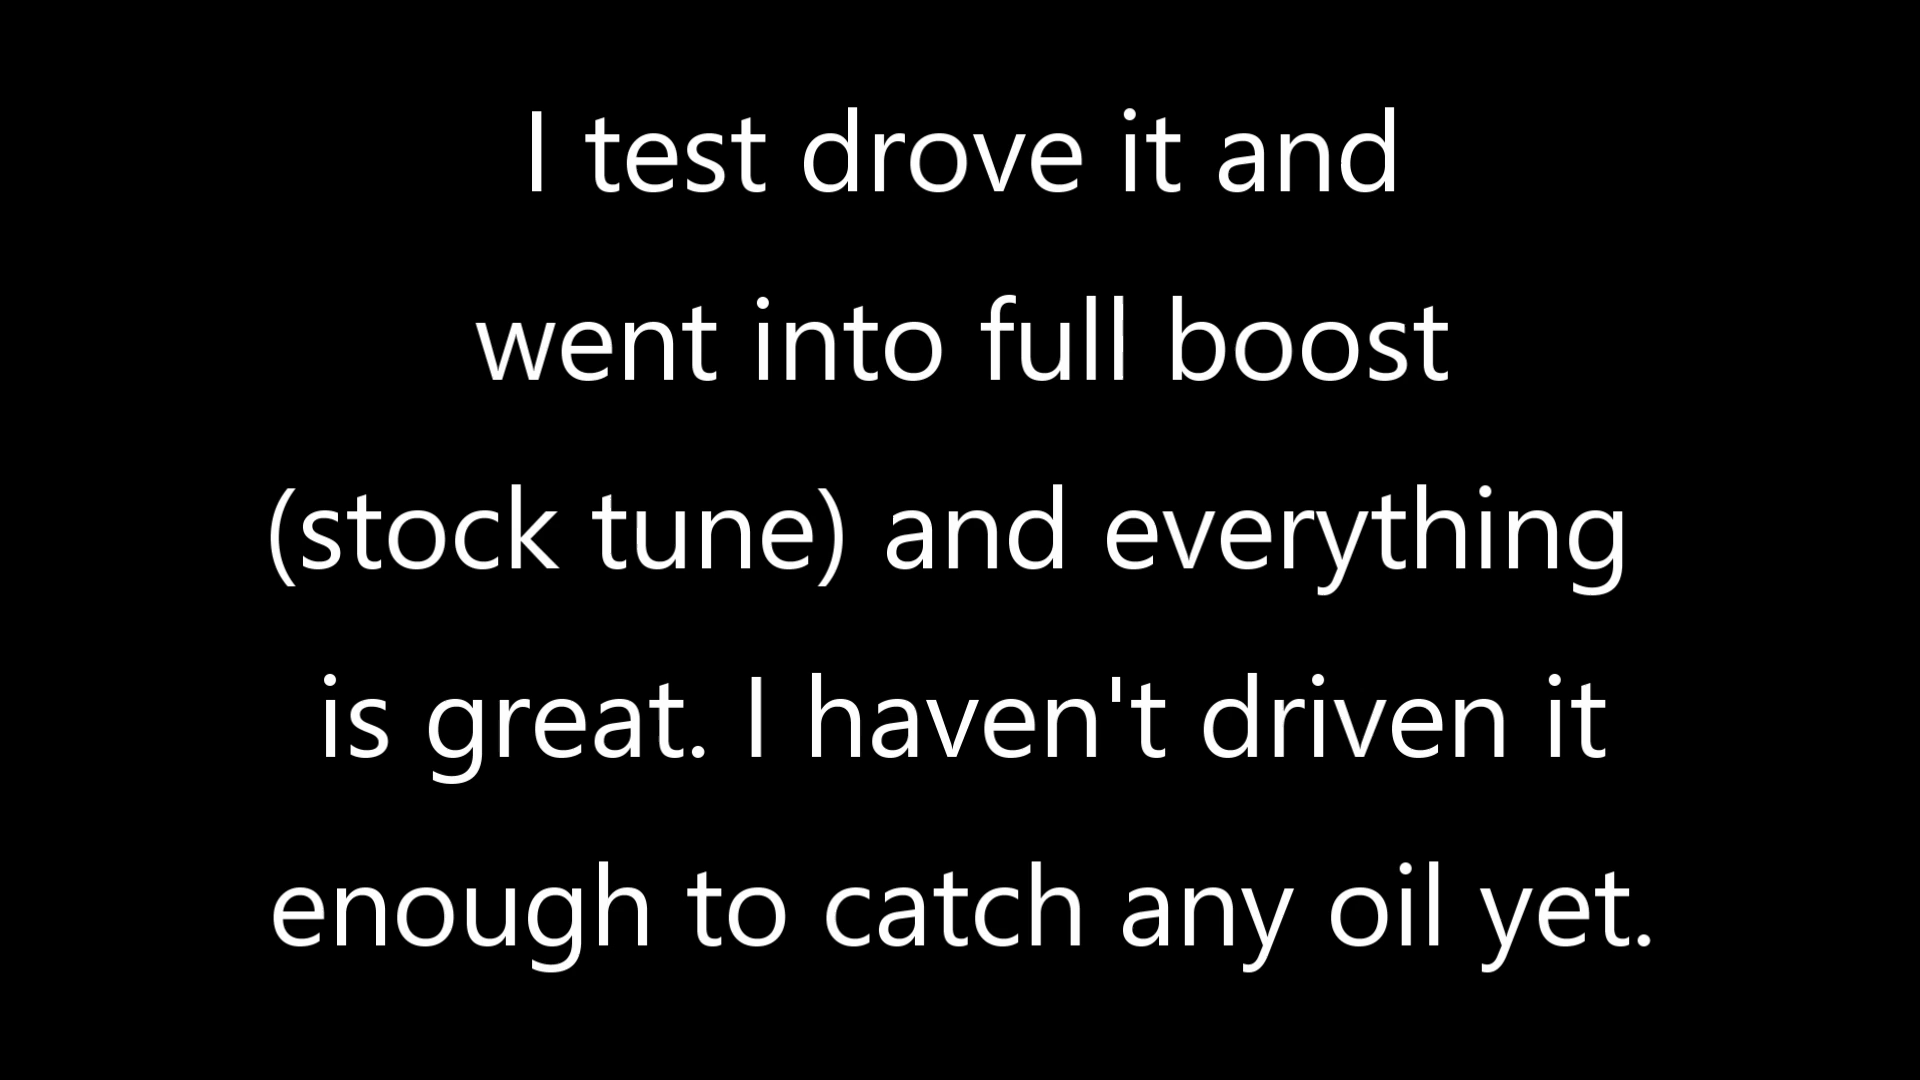 I test drove it and
went into full boost
(stock tune) and everything
is great. I haven't driven it
enough to catch any oil yet.